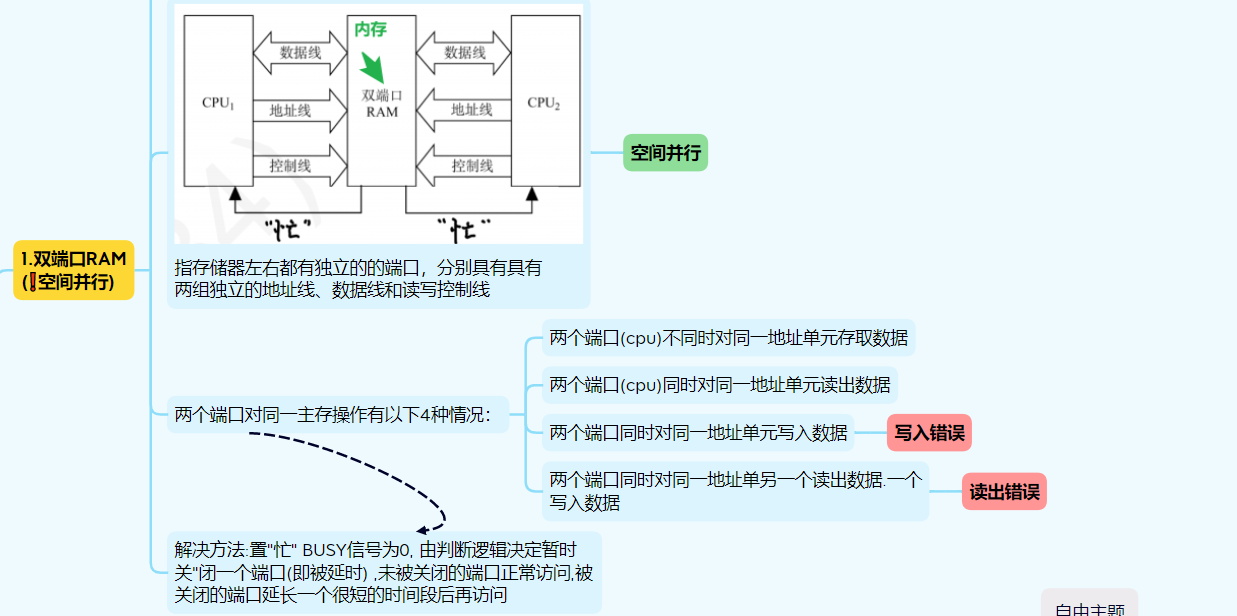 内存
数据线
数据线
CPU1
双端口
RAM
CPU2
地址线
地址线
控制线
控制线
"忙"
"忙"
空间并行
1.双端口RAM
(❗空间并行)
指存储器左右都有独立的的端口，分别具有具有
两组独立的地址线、数据线和读写控制线
两个端口对同一主存操作有以下4种情况：
两个端口(cpu)不同时对同一地址单元存取数据
两个端口(cpu)同时对同一地址单元读出数据
两个端口同时对同一地址单元写入数据
写入错误
两个端口同时对同一地址单另一个读出数据.一个
写入数据
读出错误
解决方法:置"忙" BUSY信号为0, 由判断逻辑决定暂时
关"闭一个端口(即被延时) ,未被关闭的端口正常访问,被
关闭的端口延长一个很短的时间段后再访问
自由主题